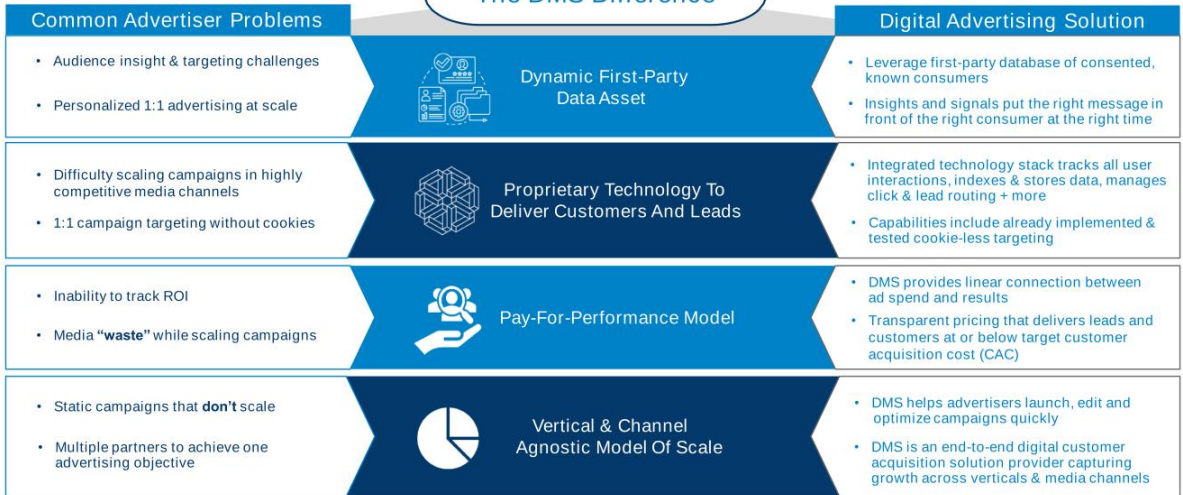 The DMS Difference
Common Advertiser Problems
Digital Advertising Solution
• Audience insight & targeting challenges
• Personalized 1:1 advertising at scale
Dynamic First-Party
Data Asset
• Leverage first-party database of consented,
known consumers
• Insights and signals put the right message in
front of the right consumer at the right time
• Difficulty scaling campaigns in highly
competitive media channels
• 1:1 campaign targeting without cookies
Proprietary Technology To
Deliver Customers And Leads
• Integrated technology stack tracks all user
interactions, indexes & stores data, manages
click & lead routing + more
• Capabilities include already implemented &
tested cookie-less targeting
• Inability to track ROI
• Media “waste” while scaling campaigns
Pay-For-Performance Model
• DMS provides linear connection between
ad spend and results
• Transparent pricing that delivers leads and
customers at or below target customer
acquisition cost (CAC)
• Static campaigns that don’t scale
• Multiple partners to achieve one
advertising objective
Vertical & Channel
Agnostic Model Of Scale
• DMS helps advertisers launch, edit and
optimize campaigns quickly
• DMS is an end-to-end digital customer
acquisition solution provider capturing
growth across verticals & media channels